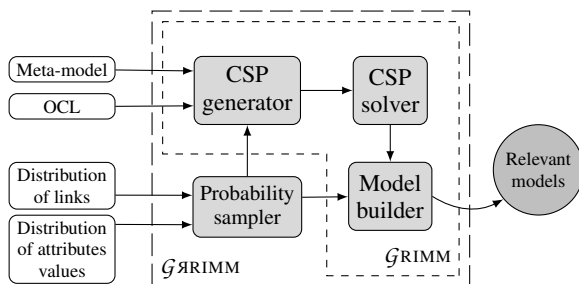 Meta-model
OCL
CSP
generator
CSP
solver
Distribution
of links
Distribution
of attributes
values
Probability
sampler
Model
builder
Relevant
models
𝒢ЯRIMM
𝒢RIMM